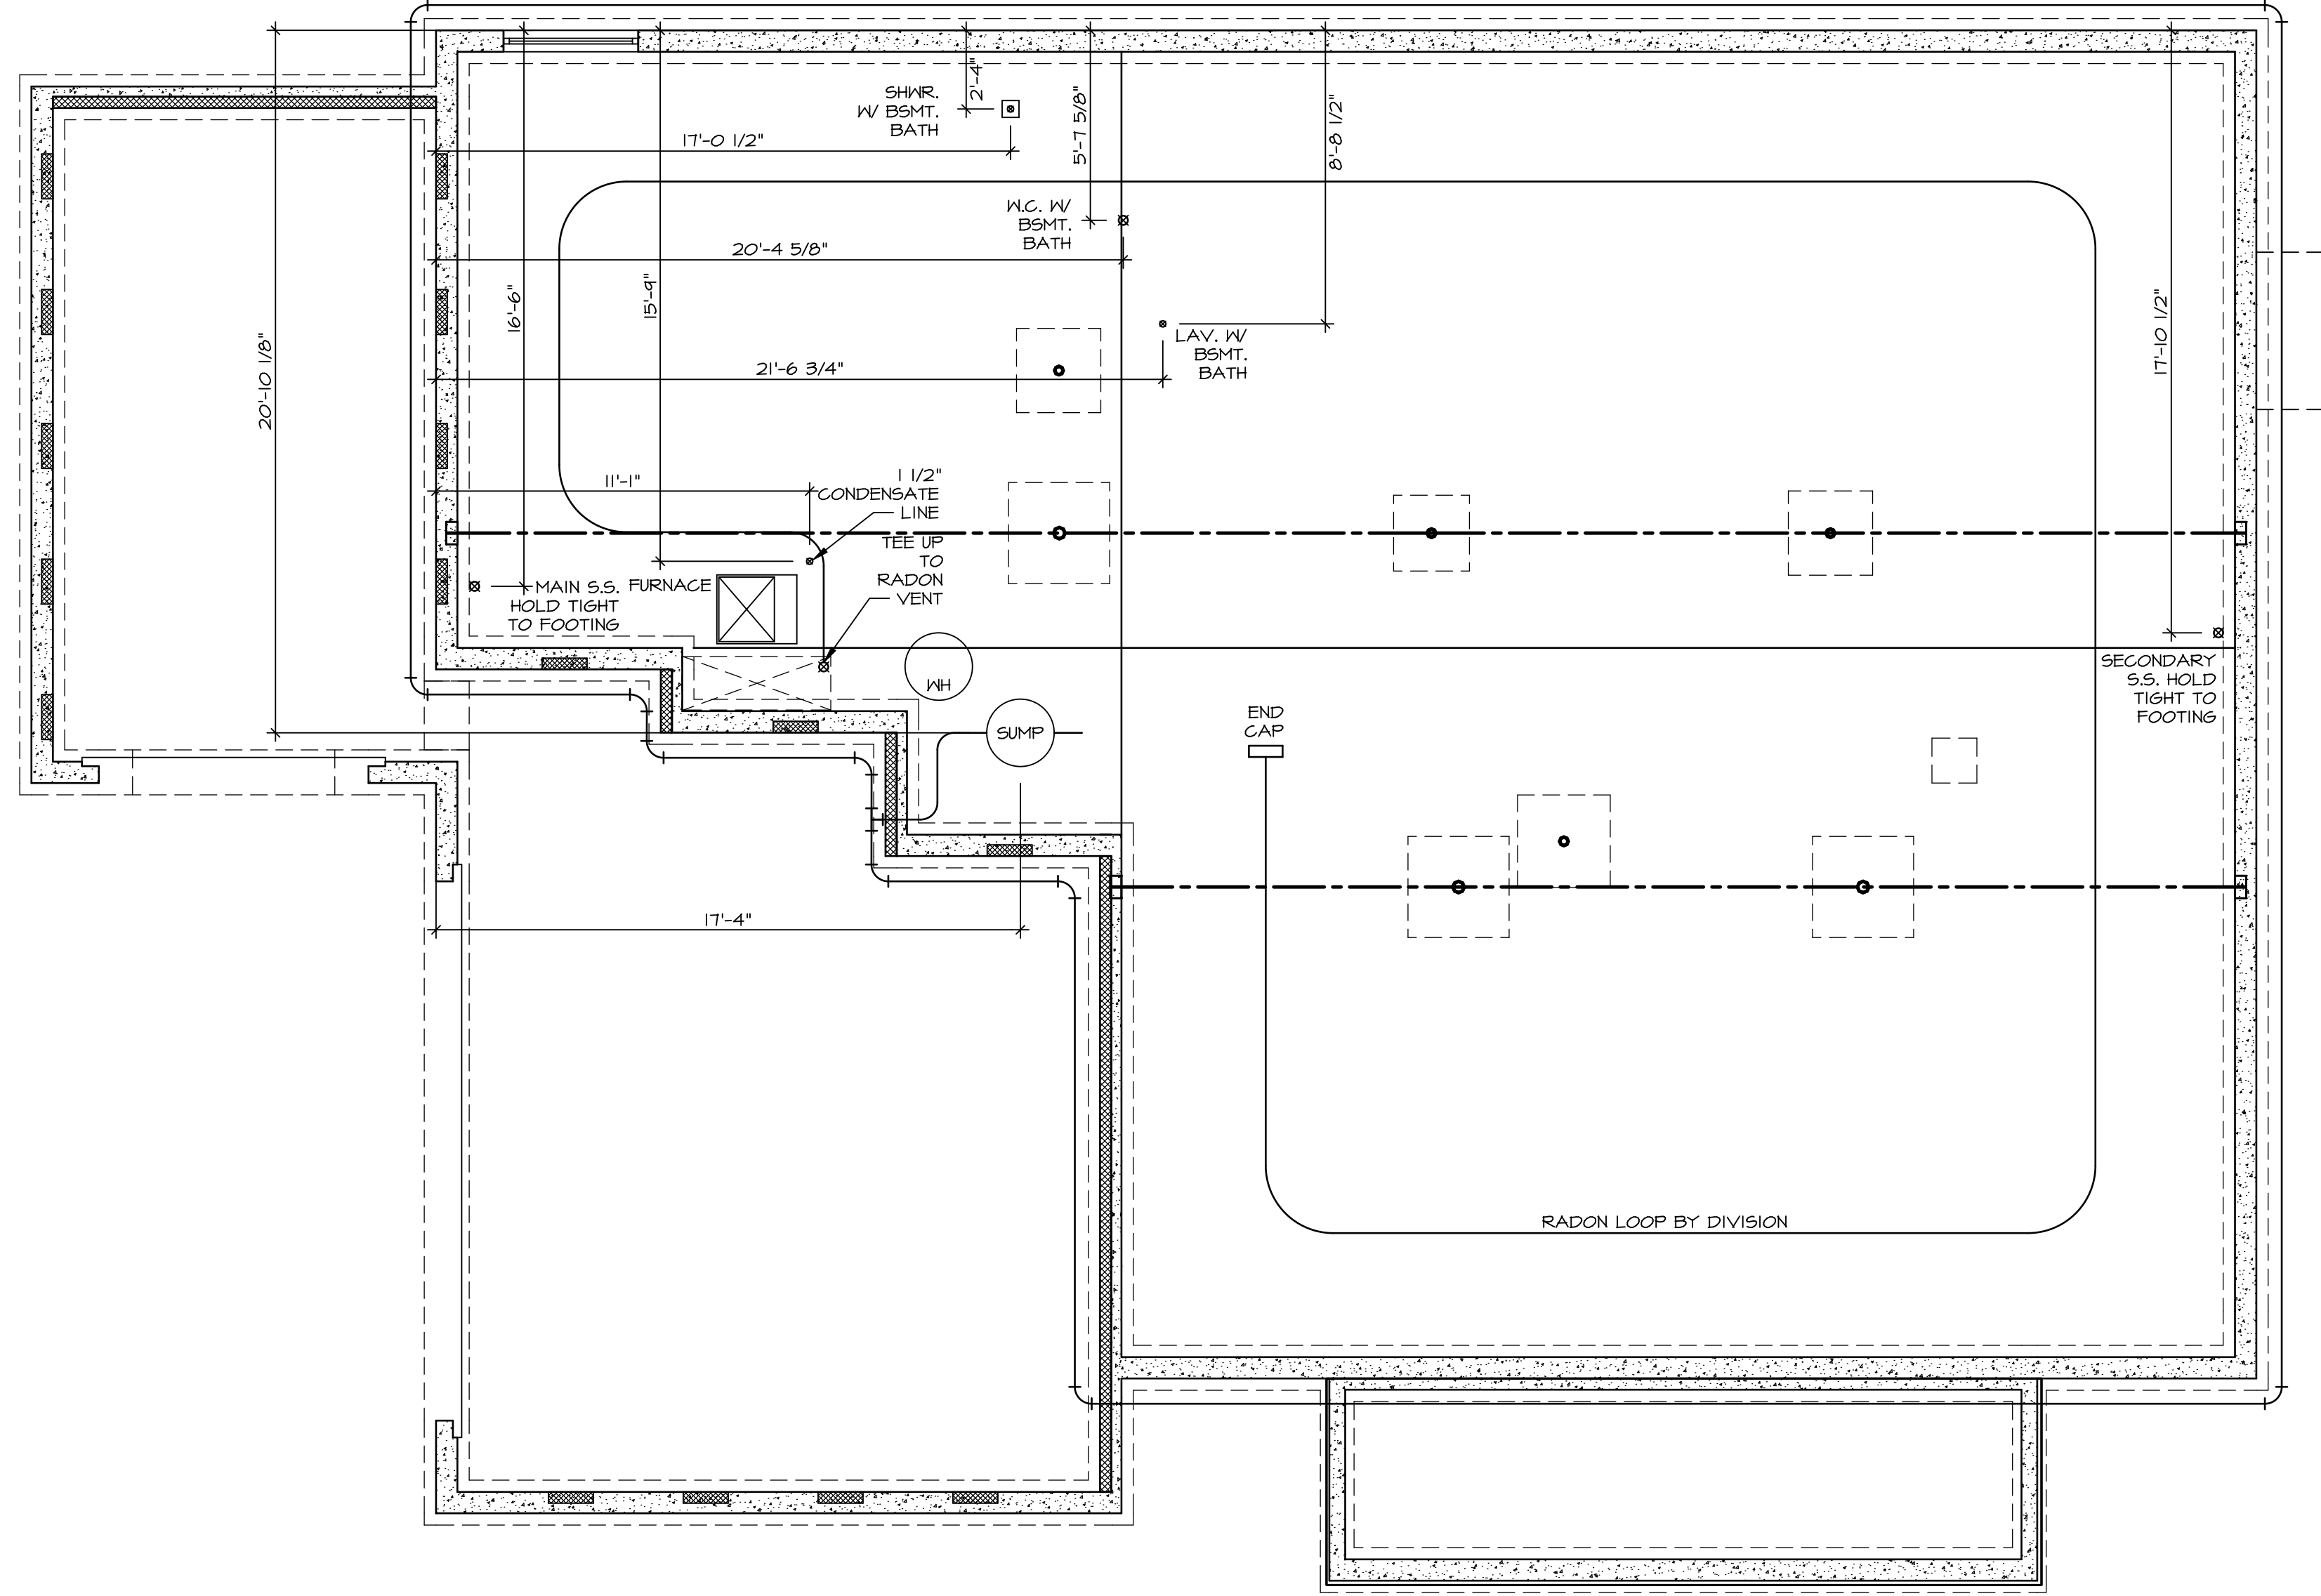 2'-4"
SHWR.
W/ BSMT.
BATH
5'-7 5/8"
8'-8 1/2"
17'-0 1/2"
W.C. W/
BSMT.
BATH
20'-4 5/8"
16'-6"
15'-9"
17'-10 1/2"
20'-10 1/8"
LAV. W/
BSMT.
BATH
21'-6 3/4"
11'-1"
1 1/2"
CONDENSATE
LINE
TEE UP
TO
RADON
VENT
MAIN S.S.
HOLD TIGHT
TO FOOTING
FURNACE
WH
SECONDARY
S.S. HOLD
TIGHT TO
FOOTING
END
CAP
SUMP
17'-4"
RADON LOOP BY DIVISION